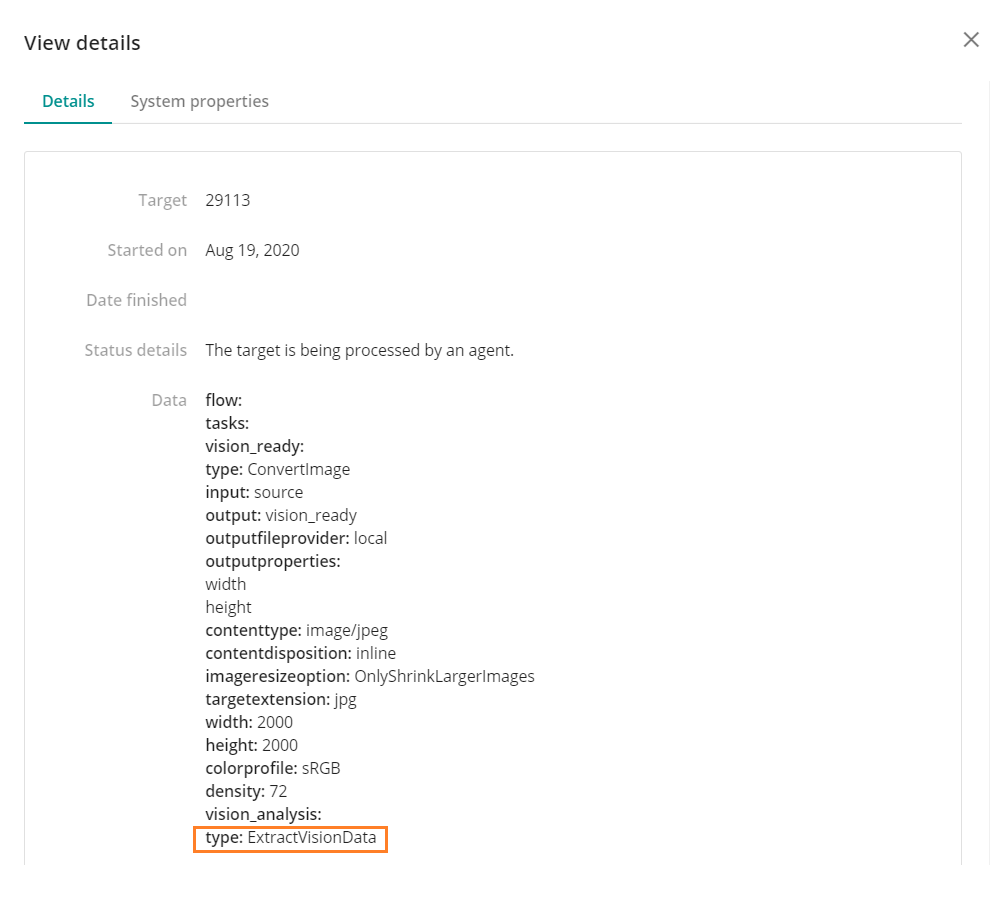 View details
Details System properties
Target 29113
Started on Aug 19, 2020
Date finished
Status details The target is being processed by an agent.
Data flow:
tasks:
vision_ready:
type: ConvertImage
input: source
output: vision_ready
outputfileprovider: local
outputproperties:
width
height
contenttype: image/jpeg
contentdisposition: inline
imageresizeoption: OnlyShrinkLargerImages
targetextension: jpg
width: 2000
height: 2000
colorprofile: sRGB
density: 72
vision_analysis:
type: ExtractVisionData